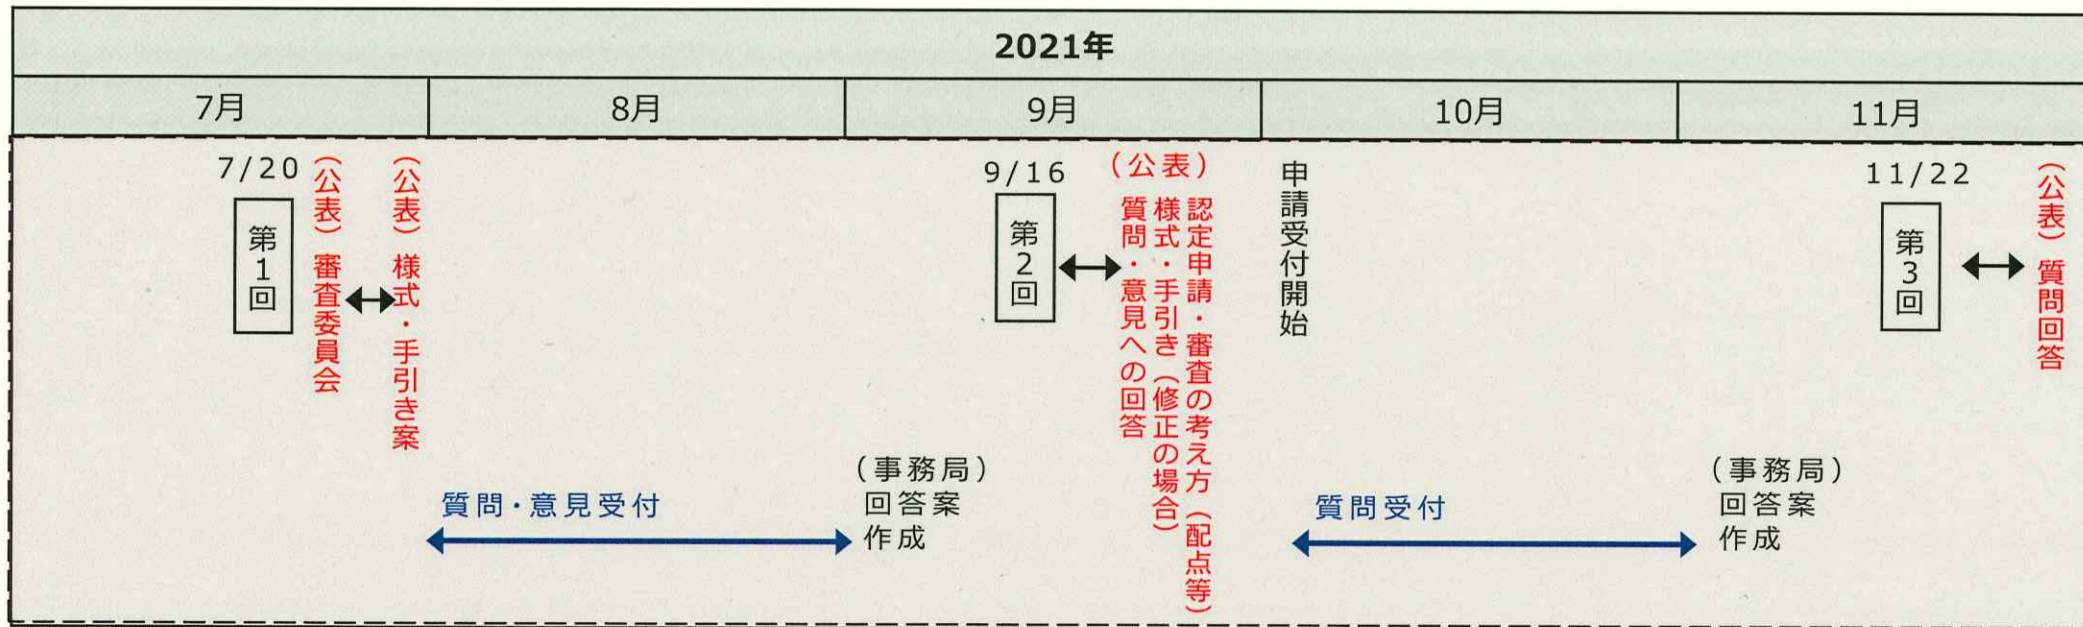 2021年
7月
8月
9月
10月
11月
7/20
第1回
（公表）審査委員会
（公表）様式・手引き案
質問・意見受付
（事務局）
回答案
作成
9/16
第2回
（公表）
認定申請・審査の考え方（配点等）
様式・手引き（修正の場合）
質問・意見への回答
申請受付開始
質問受付
（事務局）
回答案
作成
11/22
第3回
（公表）質問回答